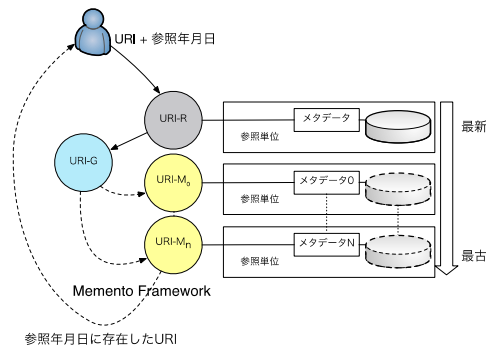 URI + 参照年月日
URI-R
メタデータ
参照単位
最新
URI-G
URI-M₀
メタデータ0
参照単位
URI-Mn
メタデータN
参照単位
最古
Memento Framework
参照年月日に存在したURI